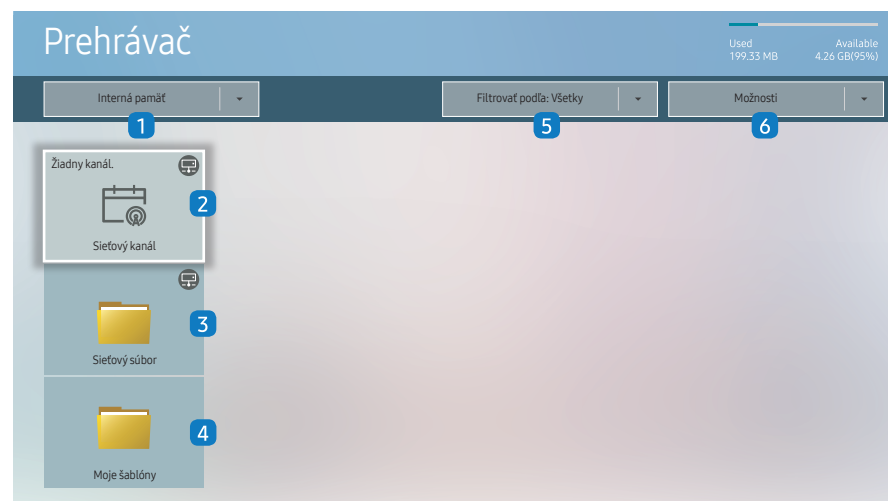 Prehrávač
Used Available
199.33 MB 4.26 GB(95%)
Interná pamäť Filtrovať podľa: Všetky Možnosti
1 5 6
Žiadny kanál.
2
Sieťový kanál
3
Sieťový súbor
4
Moje šablóny